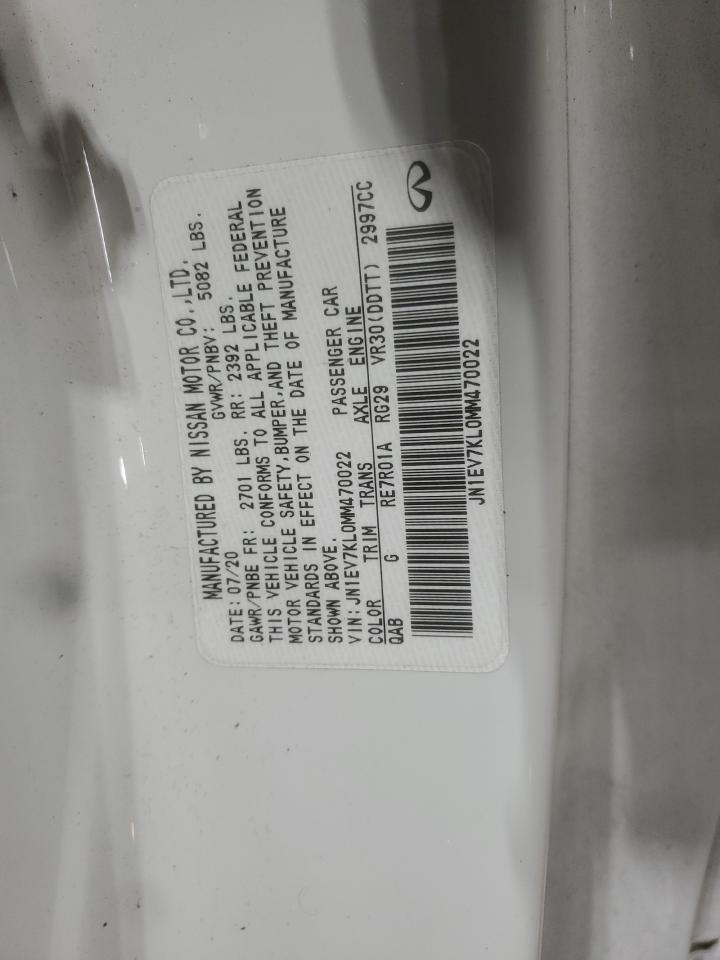 MANUFACTURED BY NISSAN MOTOR CO.,LTD.
DATE: 07/20 GVWR/PNBV: 5082 LBS.
GAWR/PNBE FR: 2701 LBS. RR: 2392 LBS.
THIS VEHICLE CONFORMS TO ALL APPLICABLE FEDERAL
MOTOR VEHICLE SAFETY,BUMPER,AND THEFT PREVENTION
STANDARDS IN EFFECT ON THE DATE OF MANUFACTURE
SHOWN ABOVE.
VIN: JN1EV7KL0MM470022 PASSENGER CAR
COLOR TRIM TRANS AXLE ENGINE
QAB G RE7R01A RG29 VR30(DDTT) 2997CC
JN1EV7KL0MM470022